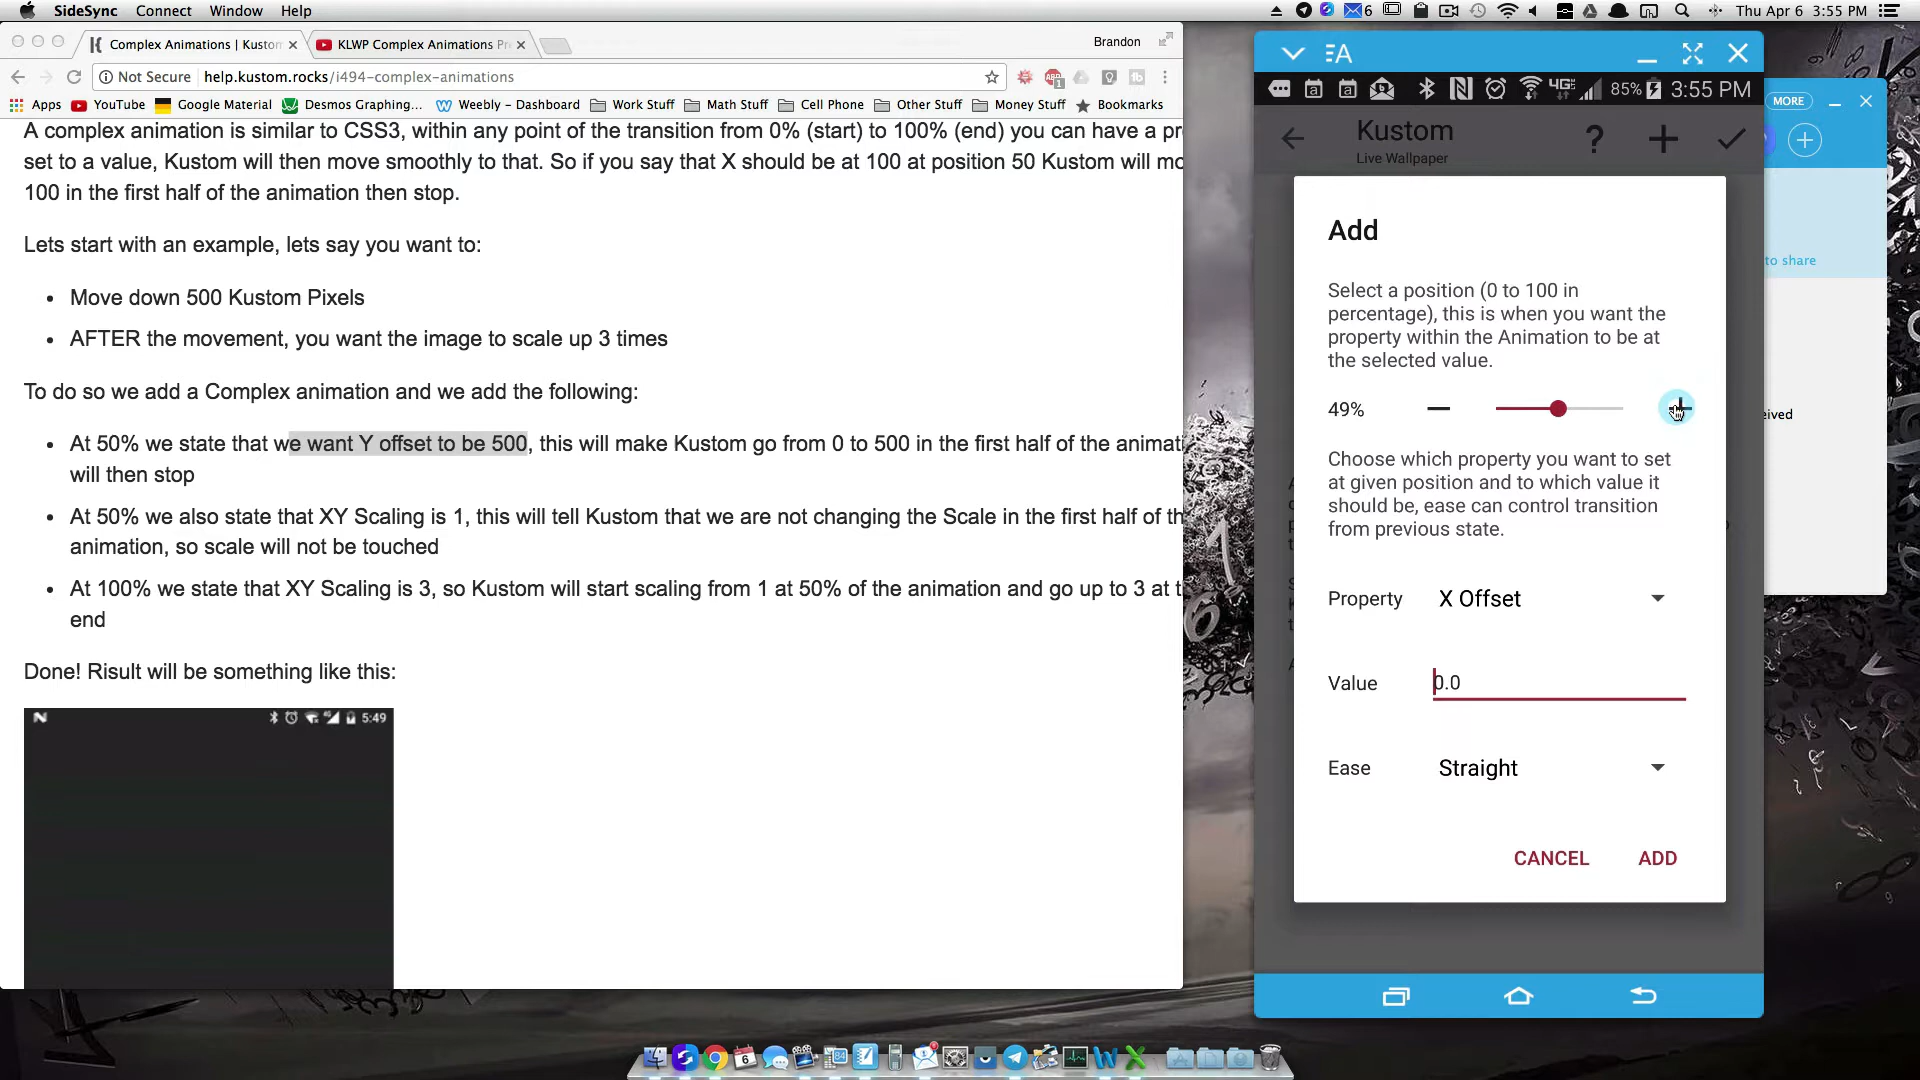 SideSync Connect Window Help 6 Thu Apr 6 3:55 PM
Complex Animations | Kustom
KLWP Complex Animations Pr
Brandon
Not Secure help.kustom.rocks/i494-complex-animations
Apps YouTube Google Material Desmos Graphing... Weebly - Dashboard Work Stuff Math Stuff Cell Phone Other Stuff Money Stuff Bookmarks
A complex animation is similar to CSS3, within any point of the transition from 0% (start) to 100% (end) you can have a pr
set to a value, Kustom will then move smoothly to that. So if you say that X should be at 100 at position 50 Kustom will mo
100 in the first half of the animation then stop.
Lets start with an example, lets say you want to:
• Move down 500 Kustom Pixels
• AFTER the movement, you want the image to scale up 3 times
To do so we add a Complex animation and we add the following:
• At 50% we state that we want Y offset to be 500, this will make Kustom go from 0 to 500 in the first half of the animat
will then stop
• At 50% we also state that XY Scaling is 1, this will tell Kustom that we are not changing the Scale in the first half of th
animation, so scale will not be touched
• At 100% we state that XY Scaling is 3, so Kustom will start scaling from 1 at 50% of the animation and go up to 3 at t
end
Done! Risult will be something like this:
5:49
EA
4G 85% 3:55 PM
Kustom
Live Wallpaper
?
Add
Select a position (0 to 100 in
percentage), this is when you want the
property within the Animation to be at
the selected value.
49%
Choose which property you want to set
at given position and to which value it
should be, ease can control transition
from previous state.
Property X Offset
Value 0.0
Ease Straight
CANCEL ADD
MORE
to share
eived